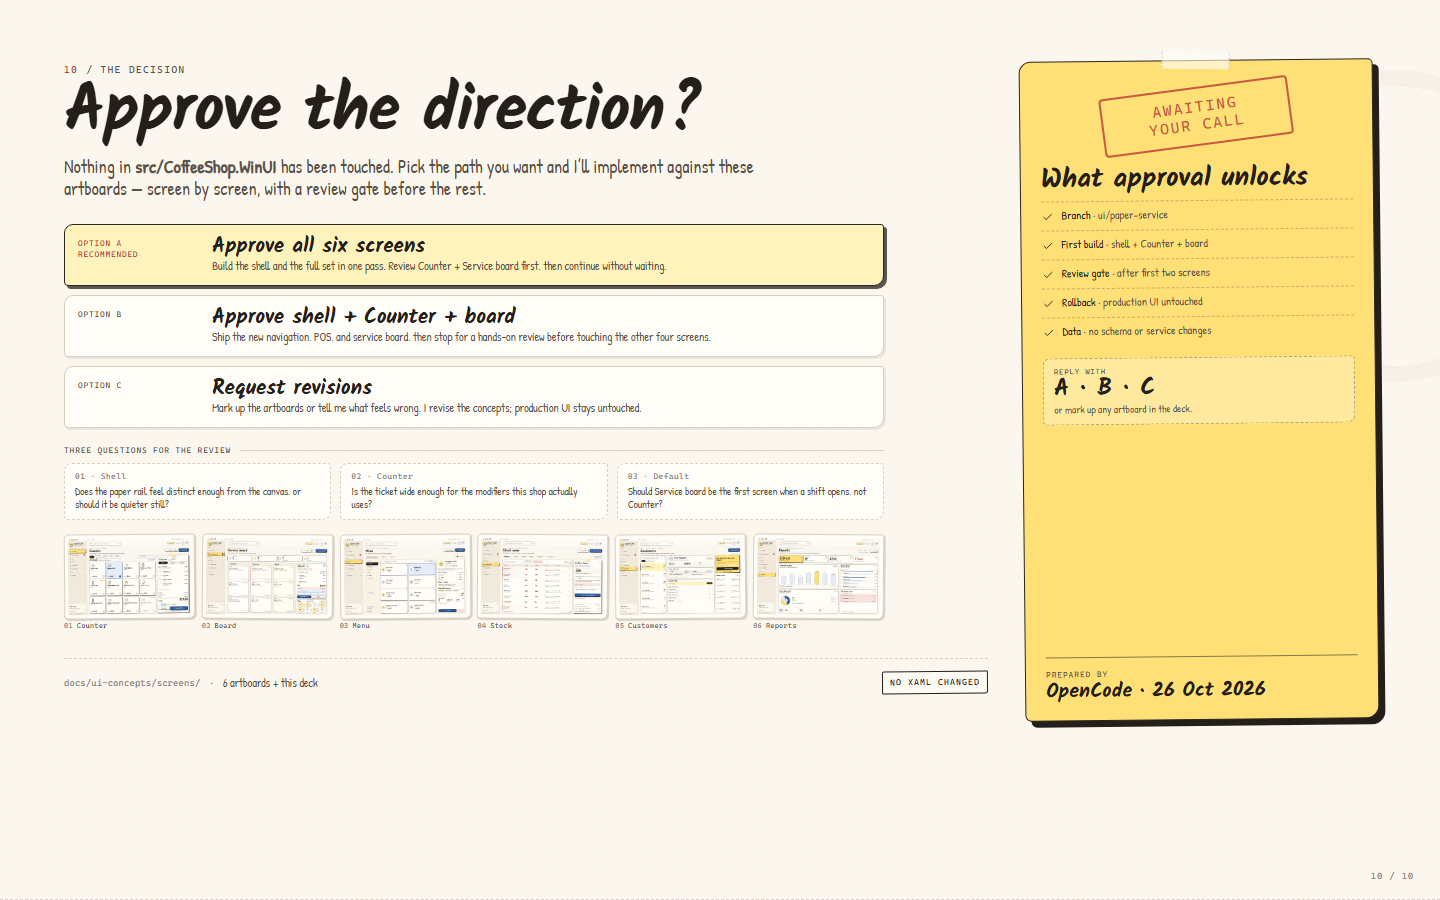 10 / THE DECISION
Approve the direction?
Nothing in src/CoffeeShop.WinUI has been touched. Pick the path you want and I'll implement against these
artboards — screen by screen, with a review gate before the rest.
OPTION A
RECOMMENDED
Approve all six screens
Build the shell and the full set in one pass. Review Counter + Service board first. then continue without waiting.
OPTION B
Approve shell + Counter + board
Ship the new navigation. POS. and service board. then stop for a hands-on review before touching the other four screens.
OPTION C
Request revisions
Mark up the artboards or tell me what feels wrong. I revise the concepts; production UI stays untouched.
THREE QUESTIONS FOR THE REVIEW
01 · Shell
Does the paper rail feel distinct enough from the canvas. or
should it be quieter still?
02 · Counter
Is the ticket wide enough for the modifiers this shop actually
uses?
03 · Default
Should Service board be the first screen when a shift opens. not
Counter?
01 Counter
02 Board
03 Menu
04 Stock
05 Customers
06 Reports
docs/ui-concepts/screens/ · 6 artboards + this deck
NO XAML CHANGED
AWAITING
YOUR CALL
What approval unlocks
Branch · ui/paper-service
First build · shell + Counter + board
Review gate · after first two screens
Rollback · production UI untouched
Data · no schema or service changes
REPLY WITH
A · B · C
or mark up any artboard in the deck.
PREPARED BY
OpenCode · 26 Oct 2026
10 / 10